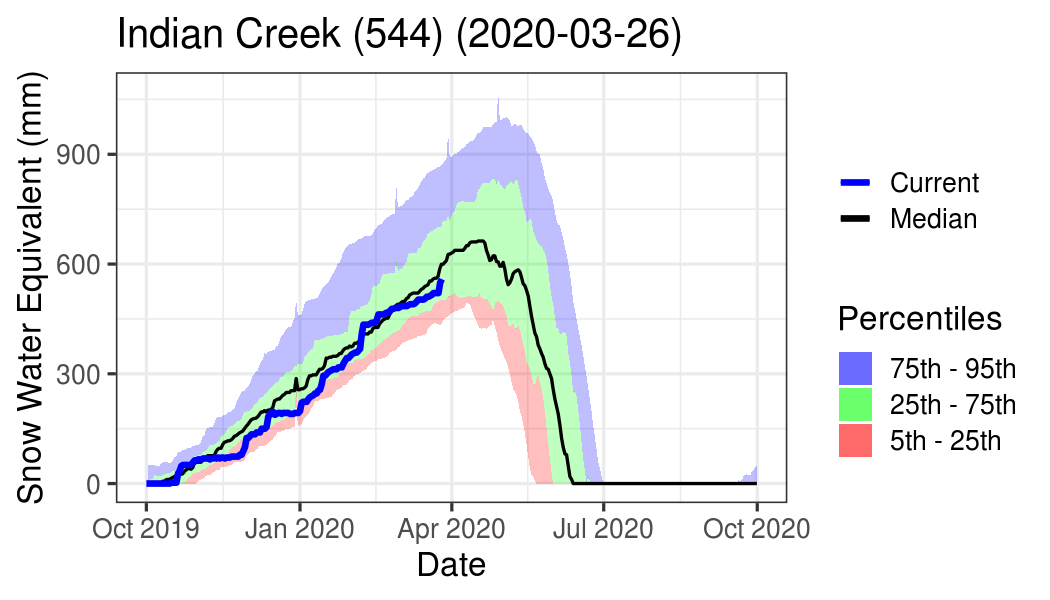 Indian Creek (544) (2020-03-26)
Snow Water Equivalent (mm)
900
600
300
0
Oct 2019
Jan 2020
Apr 2020
Jul 2020
Oct 2020
Date
Current
Median
Percentiles
75th - 95th
25th - 75th
5th - 25th